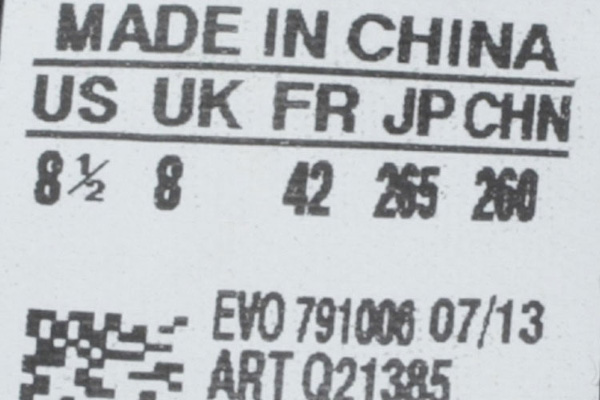 MADE IN CHINA
US UK FR JP CHN
8½ 8 42 265 260
EVO 791006 07/13
ART Q21385